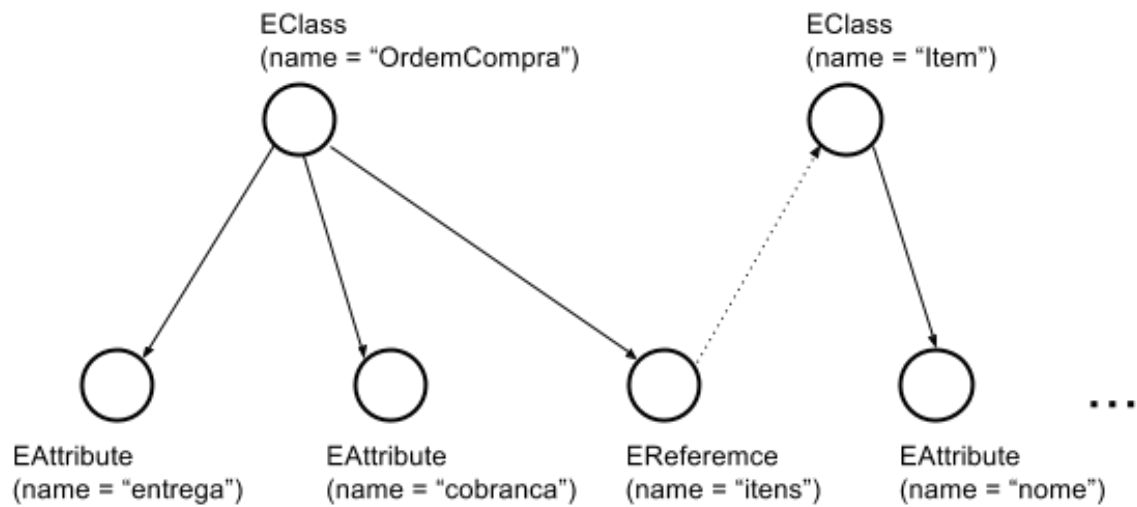 EClass
(name = “OrdemCompra”)
EClass
(name = “Item”)
EAttribute
(name = “entrega”)
EAttribute
(name = “cobranca”)
EReferemce
(name = “itens”)
EAttribute
(name = “nome”)
...